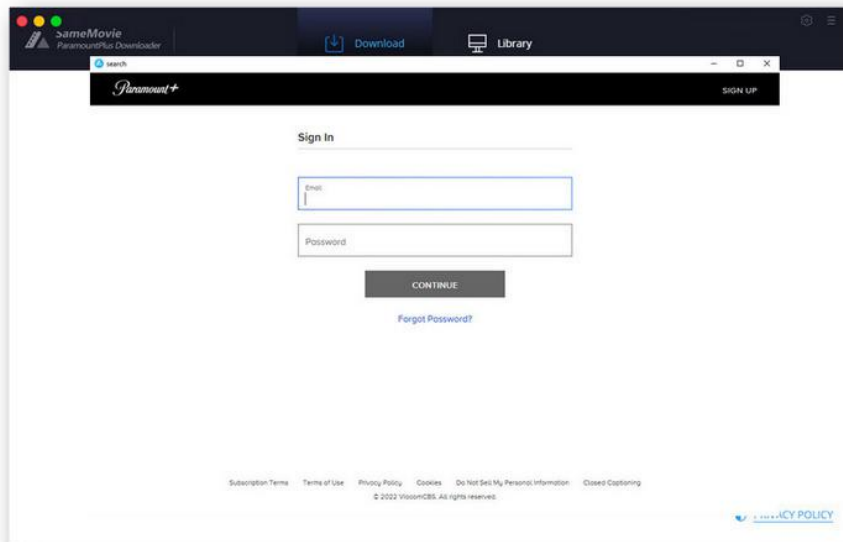 SameMovie
ParamountPlus Downloader
Download
Library
search
Paramount+
SIGN UP
Sign In
Email
Password
CONTINUE
Forgot Password?
Subscription Terms Terms of Use Privacy Policy Cookies Do Not Sell My Personal Information Closed Captioning
© 2022 ViacomCBS. All rights reserved.
POLICY